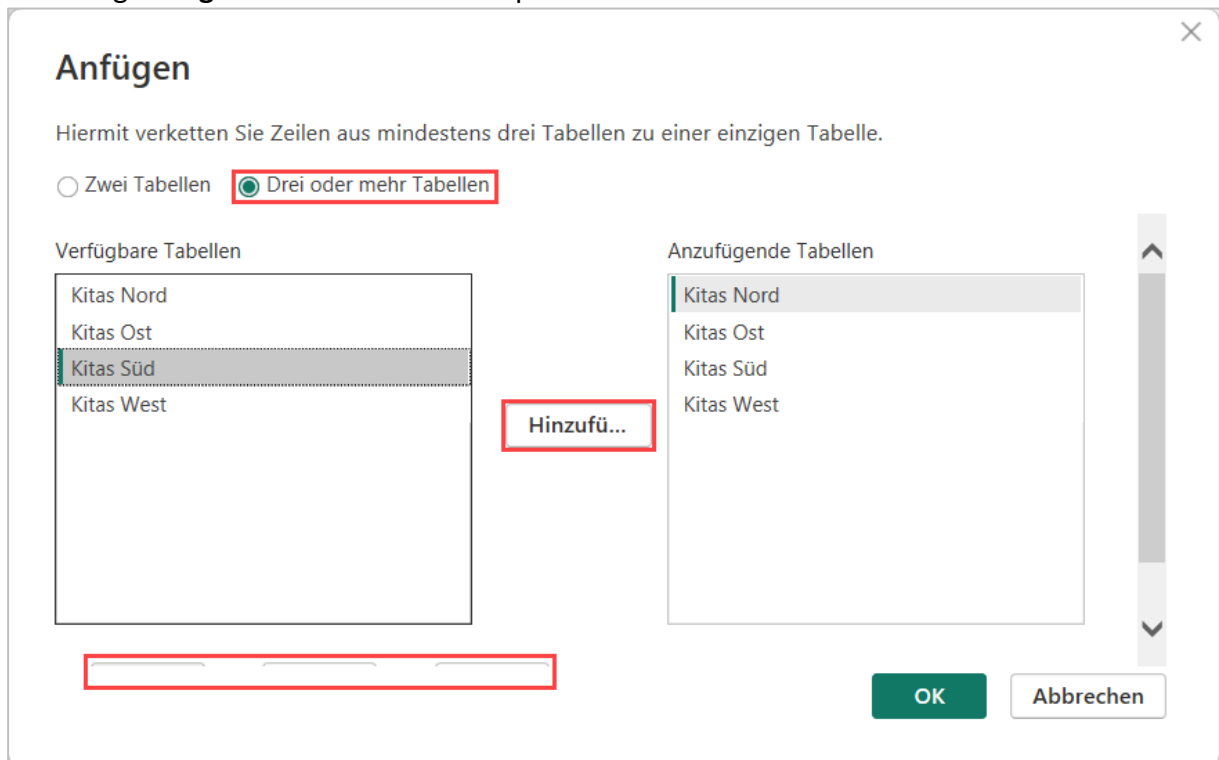 Anfügen
Hiermit verketten Sie Zeilen aus mindestens drei Tabellen zu einer einzigen Tabelle.
Zwei Tabellen Drei oder mehr Tabellen
Verfügbare Tabellen
Kitas Nord
Kitas Ost
Kitas Süd
Kitas West
Hinzufü...
Anzufügende Tabellen
Kitas Nord
Kitas Ost
Kitas Süd
Kitas West
OK Abbrechen